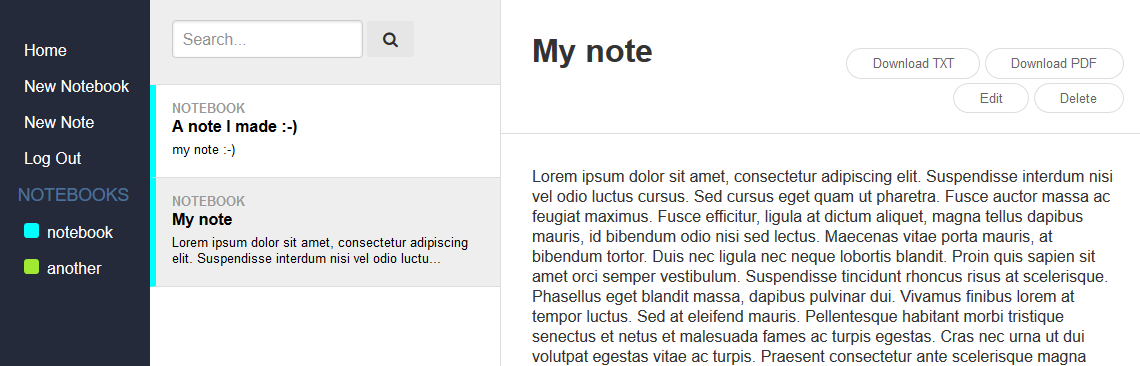 Home
New Notebook
New Note
Log Out
NOTEBOOKS
notebook
another
Search...
NOTEBOOK
A note I made :-)
my note :-)
NOTEBOOK
My note
Lorem ipsum dolor sit amet, consectetur adipiscing
elit. Suspendisse interdum nisi vel odio luctu...
My note
Download TXT
Download PDF
Edit
Delete
Lorem ipsum dolor sit amet, consectetur adipiscing elit. Suspendisse interdum nisi
vel odio luctus cursus. Sed cursus eget quam ut pharetra. Fusce auctor massa ac
feugiat maximus. Fusce efficitur, ligula at dictum aliquet, magna tellus dapibus
mauris, id bibendum odio nisi sed lectus. Maecenas vitae porta mauris, at
bibendum tortor. Duis nec ligula nec neque lobortis blandit. Proin quis sapien sit
amet orci semper vestibulum. Suspendisse tincidunt rhoncus risus at scelerisque.
Phasellus eget blandit massa, dapibus pulvinar dui. Vivamus finibus lorem at
tempor luctus. Sed at eleifend mauris. Pellentesque habitant morbi tristique
senectus et netus et malesuada fames ac turpis egestas. Cras nec urna ut dui
volutpat egestas vitae ac turpis. Praesent consectetur ante scelerisque magna